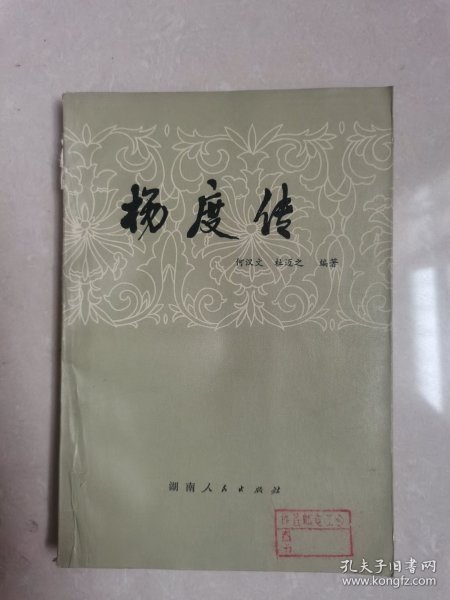 杨度传
何汉文 杜迈之 编著
湖南人民出版社
孔夫子旧书网
www.kongfz.com